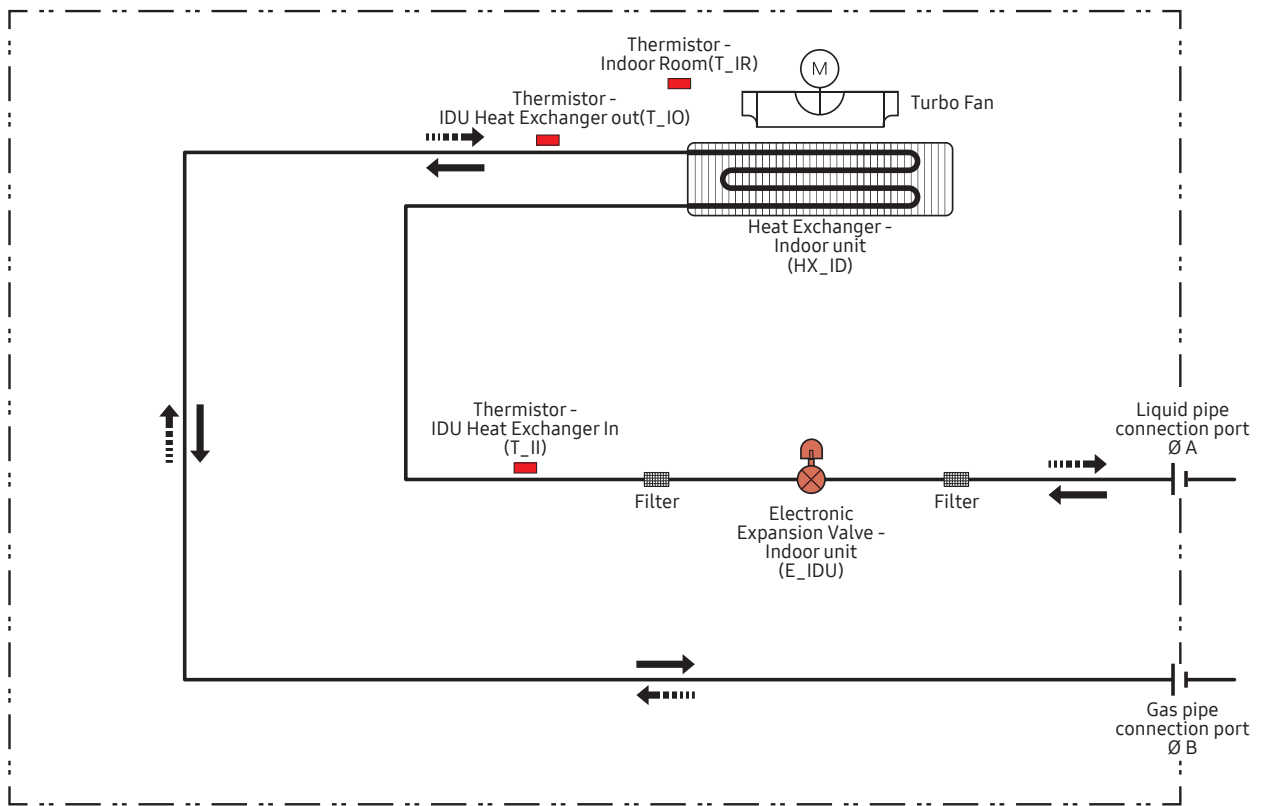 Thermistor -
Indoor Room(T_IR)
M
Thermistor -
IDU Heat Exchanger out(T_IO)
Turbo Fan
Heat Exchanger -
Indoor unit
(HX_ID)
Thermistor -
IDU Heat Exchanger In
(T_II)
Filter
Electronic
Expansion Valve -
Indoor unit
(E_IDU)
Filter
Liquid pipe
connection port
Ø A
Gas pipe
connection port
Ø B